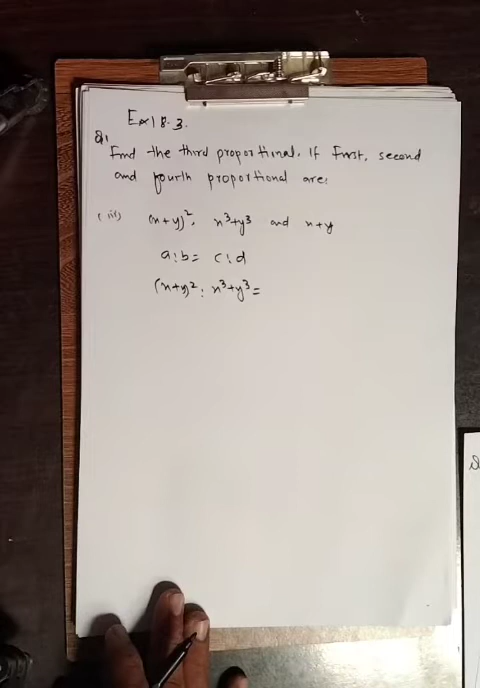 Ex 18.3.
Q1
Find the third proportional. If First, second
and fourth proportional are:
(iii) (x+y)², x³+y³ and x+y
a:b = c:d
(x+y)² : x³+y³ =